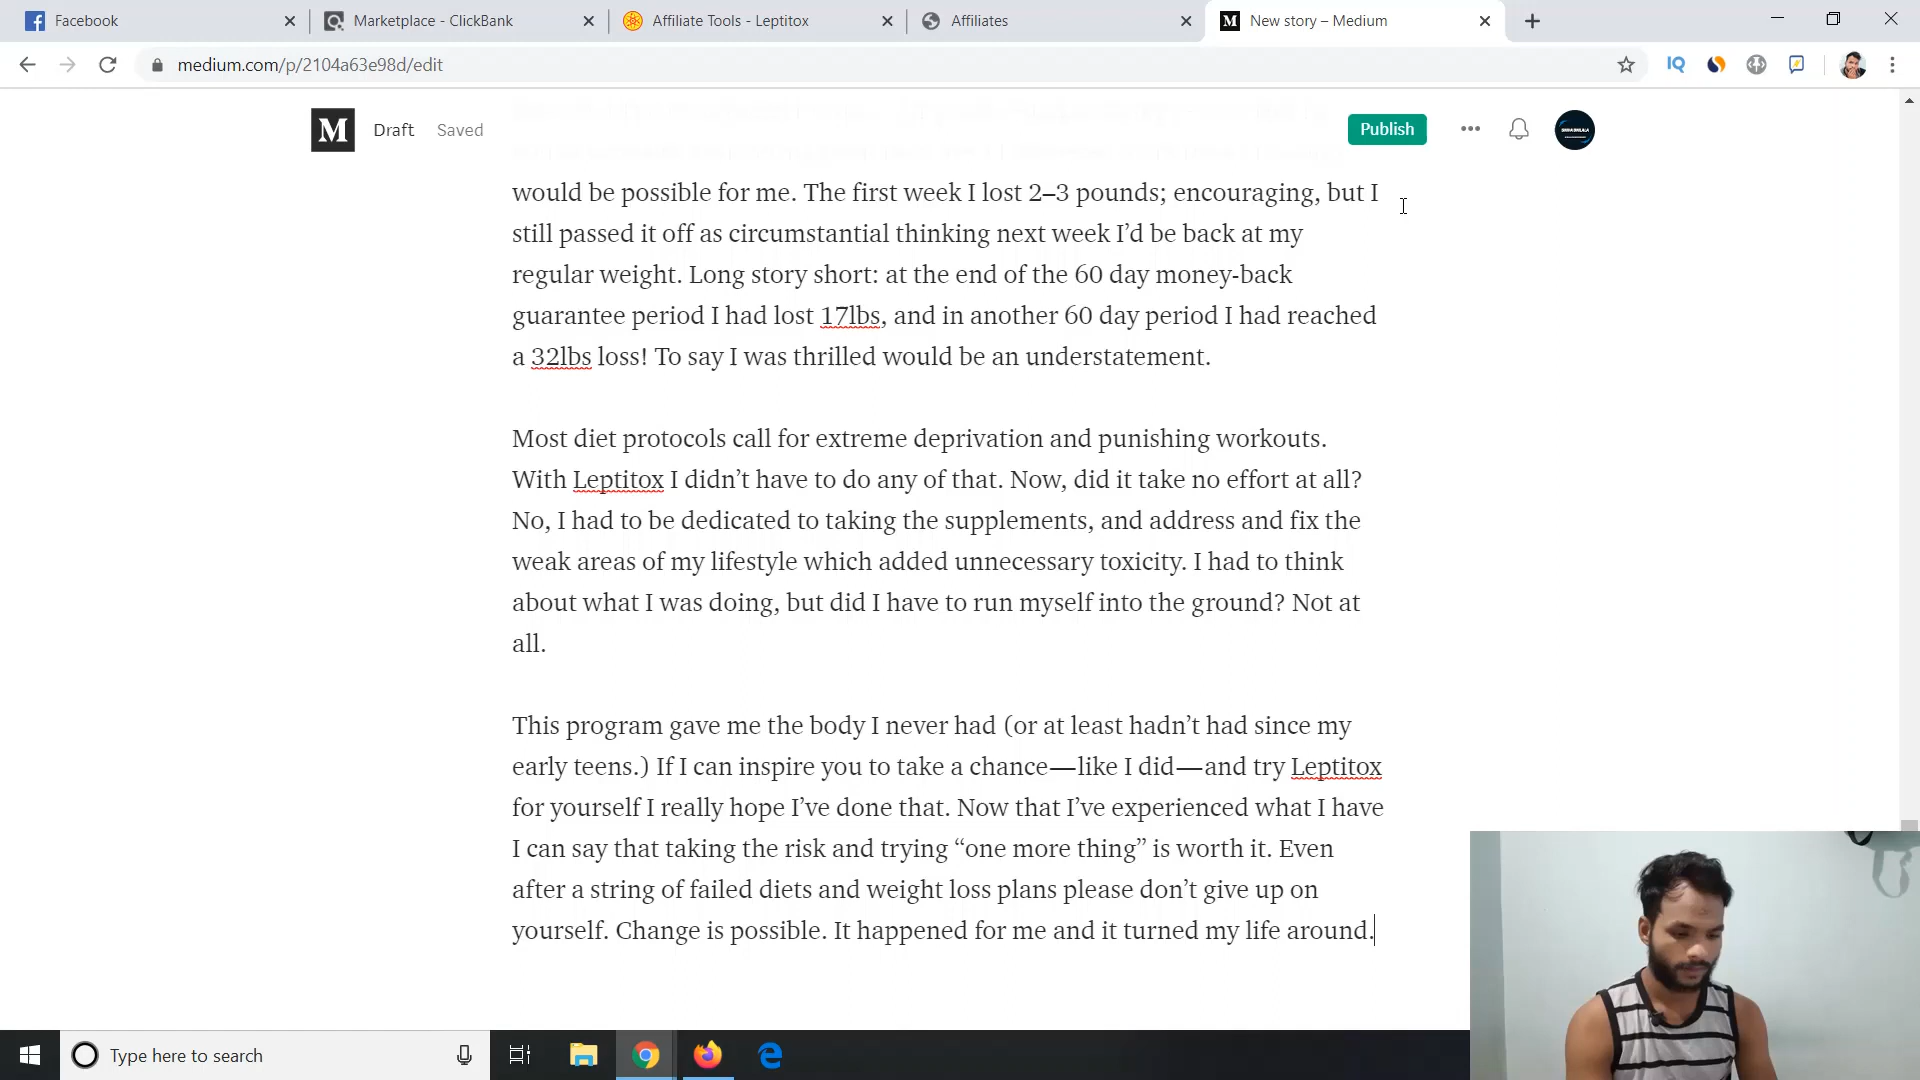 Facebook
Marketplace - ClickBank
Affiliate Tools - Leptitox
Affiliates
New story – Medium
medium.com/p/2104a63e98d/edit
IQ
M
Draft
Saved
Publish
would be possible for me. The first week I lost 2–3 pounds; encouraging, but I
still passed it off as circumstantial thinking next week I’d be back at my
regular weight. Long story short: at the end of the 60 day money-back
guarantee period I had lost 17lbs, and in another 60 day period I had reached
a 32lbs loss! To say I was thrilled would be an understatement.
Most diet protocols call for extreme deprivation and punishing workouts.
With Leptitox I didn’t have to do any of that. Now, did it take no effort at all?
No, I had to be dedicated to taking the supplements, and address and fix the
weak areas of my lifestyle which added unnecessary toxicity. I had to think
about what I was doing, but did I have to run myself into the ground? Not at
all.
This program gave me the body I never had (or at least hadn’t had since my
early teens.) If I can inspire you to take a chance — like I did — and try Leptitox
for yourself I really hope I’ve done that. Now that I’ve experienced what I have
I can say that taking the risk and trying “one more thing” is worth it. Even
after a string of failed diets and weight loss plans please don’t give up on
yourself. Change is possible. It happened for me and it turned my life around.
Type here to search